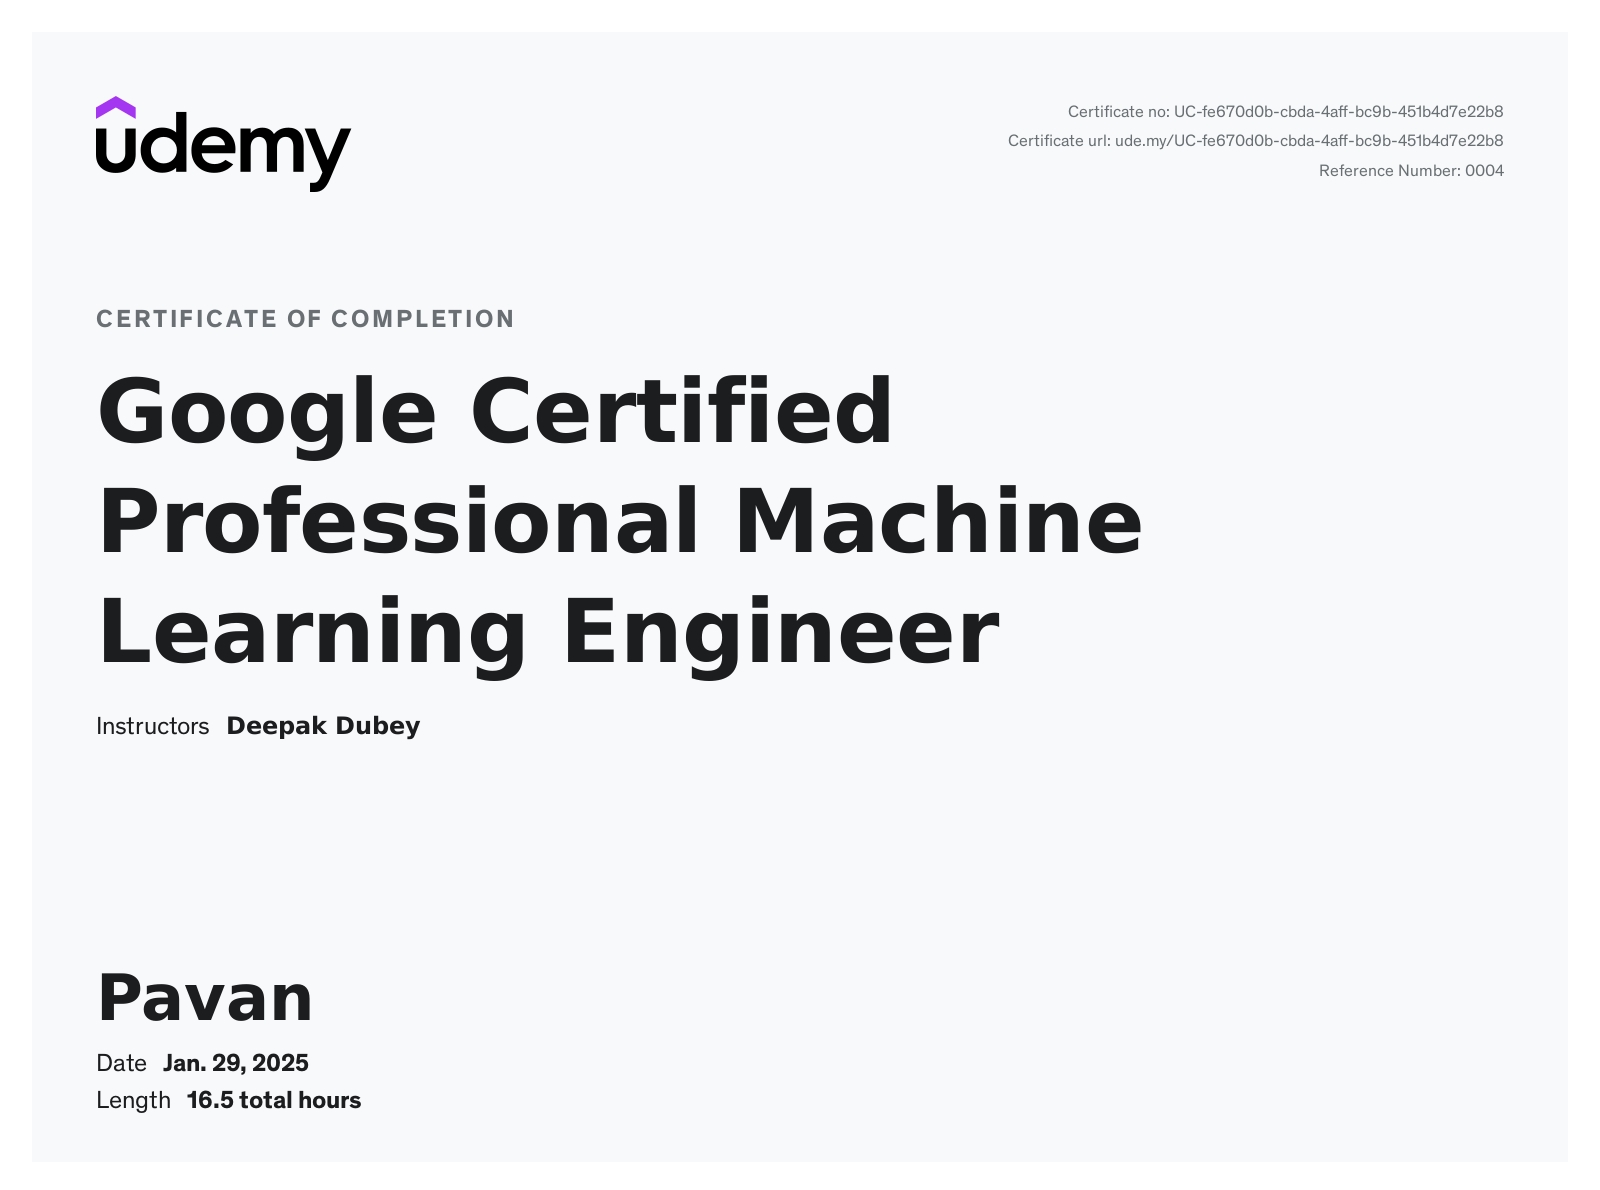 udemy
Certificate no: UC-fe670d0b-cbda-4aff-bc9b-451b4d7e22b8
Certificate url: ude.my/UC-fe670d0b-cbda-4aff-bc9b-451b4d7e22b8
Reference Number: 0004
CERTIFICATE OF COMPLETION
Google Certified
Professional Machine
Learning Engineer
Instructors Deepak Dubey
Pavan
Date Jan. 29, 2025
Length 16.5 total hours